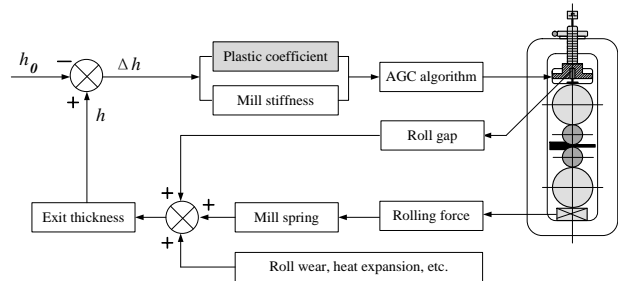 Plastic coefficient
h0
−
Δh
AGC algorithm
+
Mill stiffness
h
Roll gap
+
+
Exit thickness
Mill spring
Rolling force
+
Roll wear, heat expansion, etc.